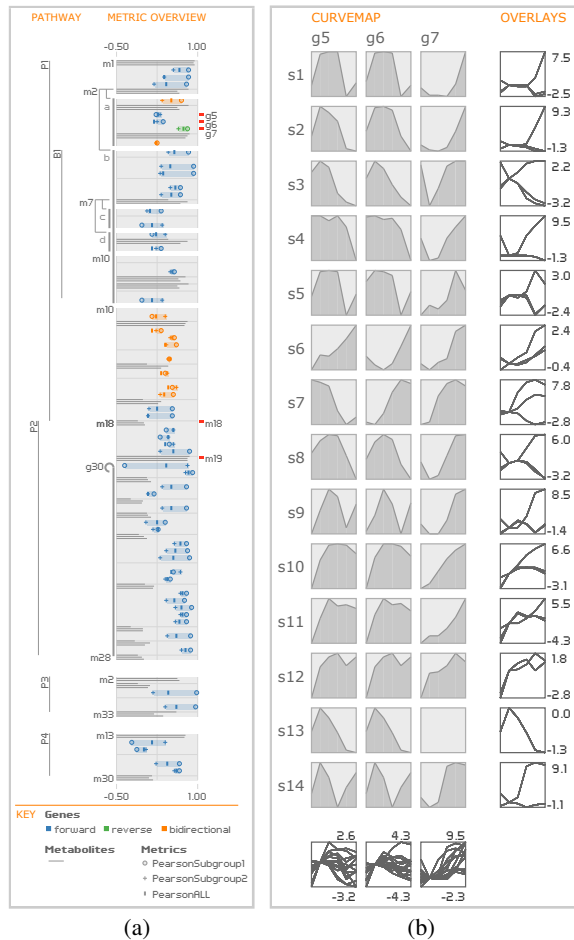 PATHWAY METRIC OVERVIEW
-0.50 1.00
P1
m1
m2
a
g5
g6
g7
B1
b
m7
c
d
m10
m10
P2
m18 m18
m19
g30
m28
P3
m2
m33
P4
m13
m30
-0.50 1.00
KEY Genes
forward reverse bidirectional
Metabolites Metrics
PearsonSubgroup1
PearsonSubgroup2
PearsonALL
(a)
CURVEMAP OVERLAYS
g5 g6 g7
s1 7.5
-2.5
s2 9.3
-1.3
s3 2.2
-3.2
s4 9.5
-1.3
s5 3.0
-2.4
s6 2.4
-0.4
s7 7.8
-2.8
s8 6.0
-3.2
s9 8.5
-1.4
s10 6.6
-3.1
s11 5.5
-4.3
s12 1.8
-2.8
s13 0.0
-1.3
s14 9.1
-1.1
2.6 4.3 9.5
-3.2 -4.3 -2.3
(b)